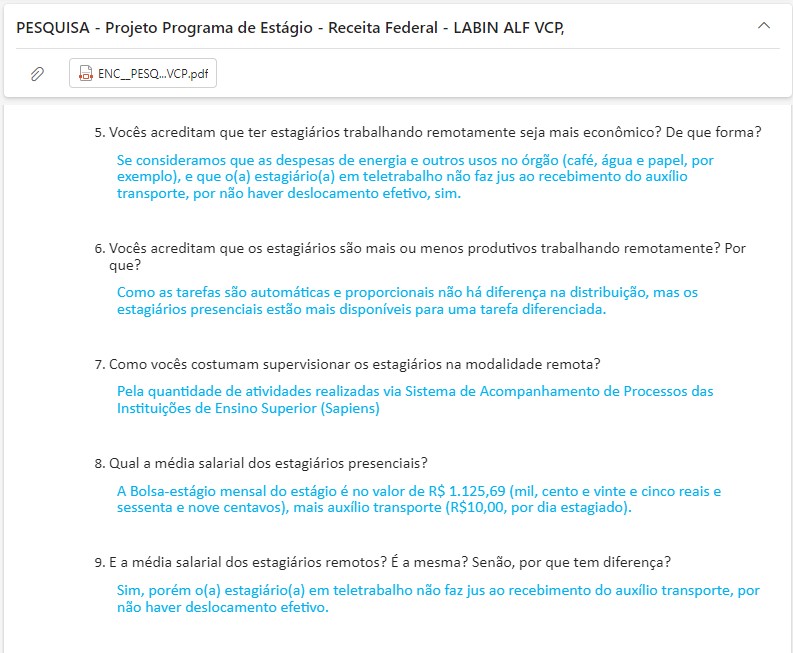 PESQUISA - Projeto Programa de Estágio - Receita Federal - LABIN ALF VCP,
ENC__PESQ...VCP.pdf
5. Vocês acreditam que ter estagiários trabalhando remotamente seja mais econômico? De que forma?
Se consideramos que as despesas de energia e outros usos no órgão (café, água e papel, por
exemplo), e que o(a) estagiário(a) em teletrabalho não faz jus ao recebimento do auxílio
transporte, por não haver deslocamento efetivo, sim.
6. Vocês acreditam que os estagiários são mais ou menos produtivos trabalhando remotamente? Por
que?
Como as tarefas são automáticas e proporcionais não há diferença na distribuição, mas os
estagiários presenciais estão mais disponíveis para uma tarefa diferenciada.
7. Como vocês costumam supervisionar os estagiários na modalidade remota?
Pela quantidade de atividades realizadas via Sistema de Acompanhamento de Processos das
Instituições de Ensino Superior (Sapiens)
8. Qual a média salarial dos estagiários presenciais?
A Bolsa-estágio mensal do estágio é no valor de R$ 1.125,69 (mil, cento e vinte e cinco reais e
sessenta e nove centavos), mais auxílio transporte (R$10,00, por dia estagiado).
9. E a média salarial dos estagiários remotos? É a mesma? Senão, por que tem diferença?
Sim, porém o(a) estagiário(a) em teletrabalho não faz jus ao recebimento do auxílio transporte, por
não haver deslocamento efetivo.